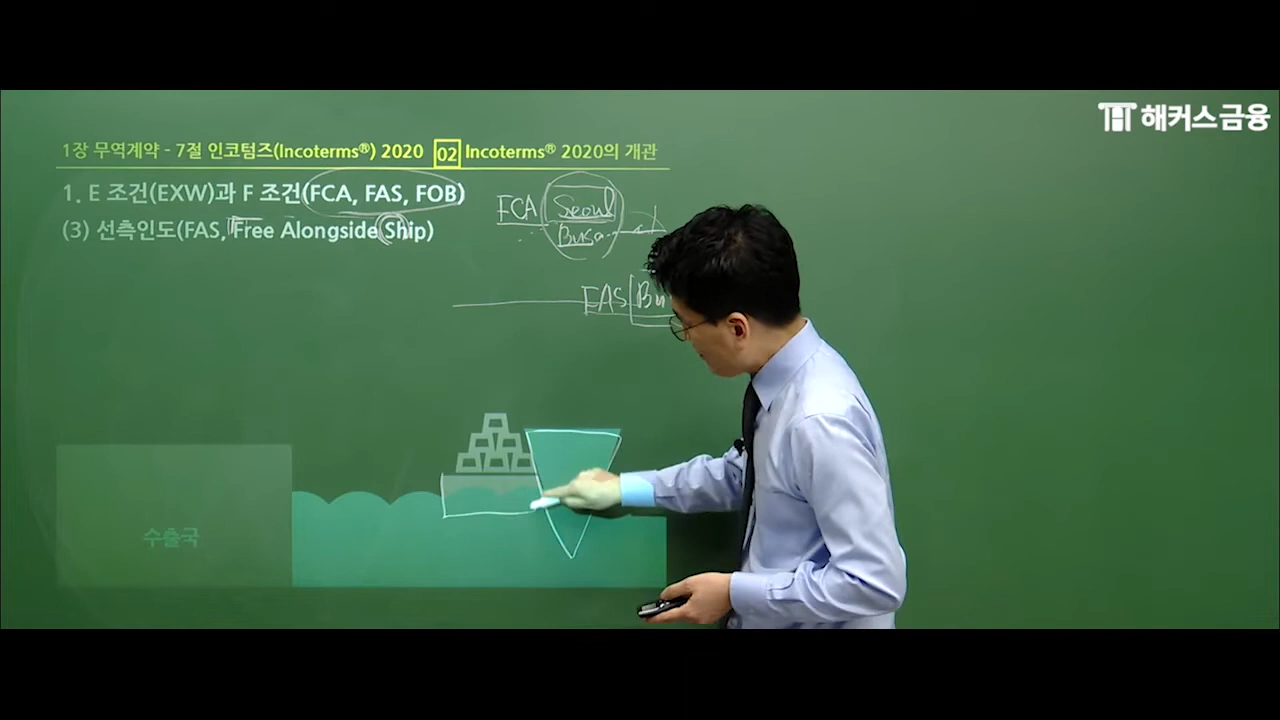 해커스금융
1장 무역계약 - 7절 인코텀즈(Incoterms®) 2020 02 Incoterms® 2020의 개관
1. E 조건(EXW)과 F 조건(FCA, FAS, FOB)
(3) 선측인도(FAS, Free Alongside Ship)
FCA Seoul
Busa
FAS Bu
수출국